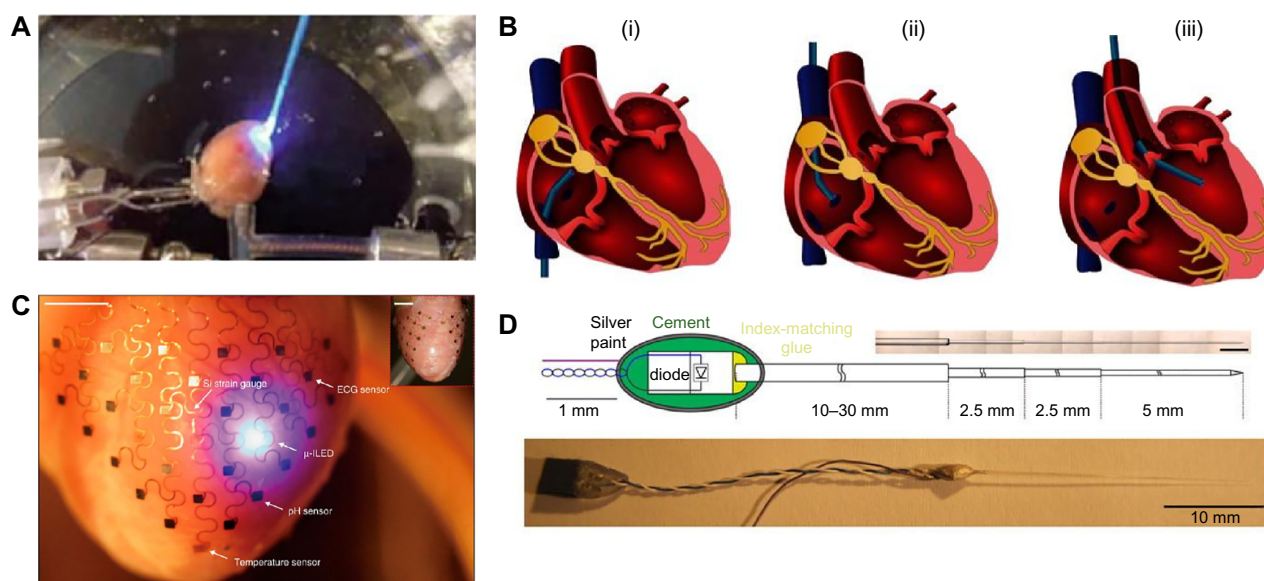 A
B
(i)
(ii)
(iii)
C
Si strain gauge
ECG sensor
μ-ILED
pH sensor
Temperature sensor
D
Silver
paint
Cement
Index-matching
glue
diode
1 mm
10–30 mm
2.5 mm
2.5 mm
5 mm
10 mm